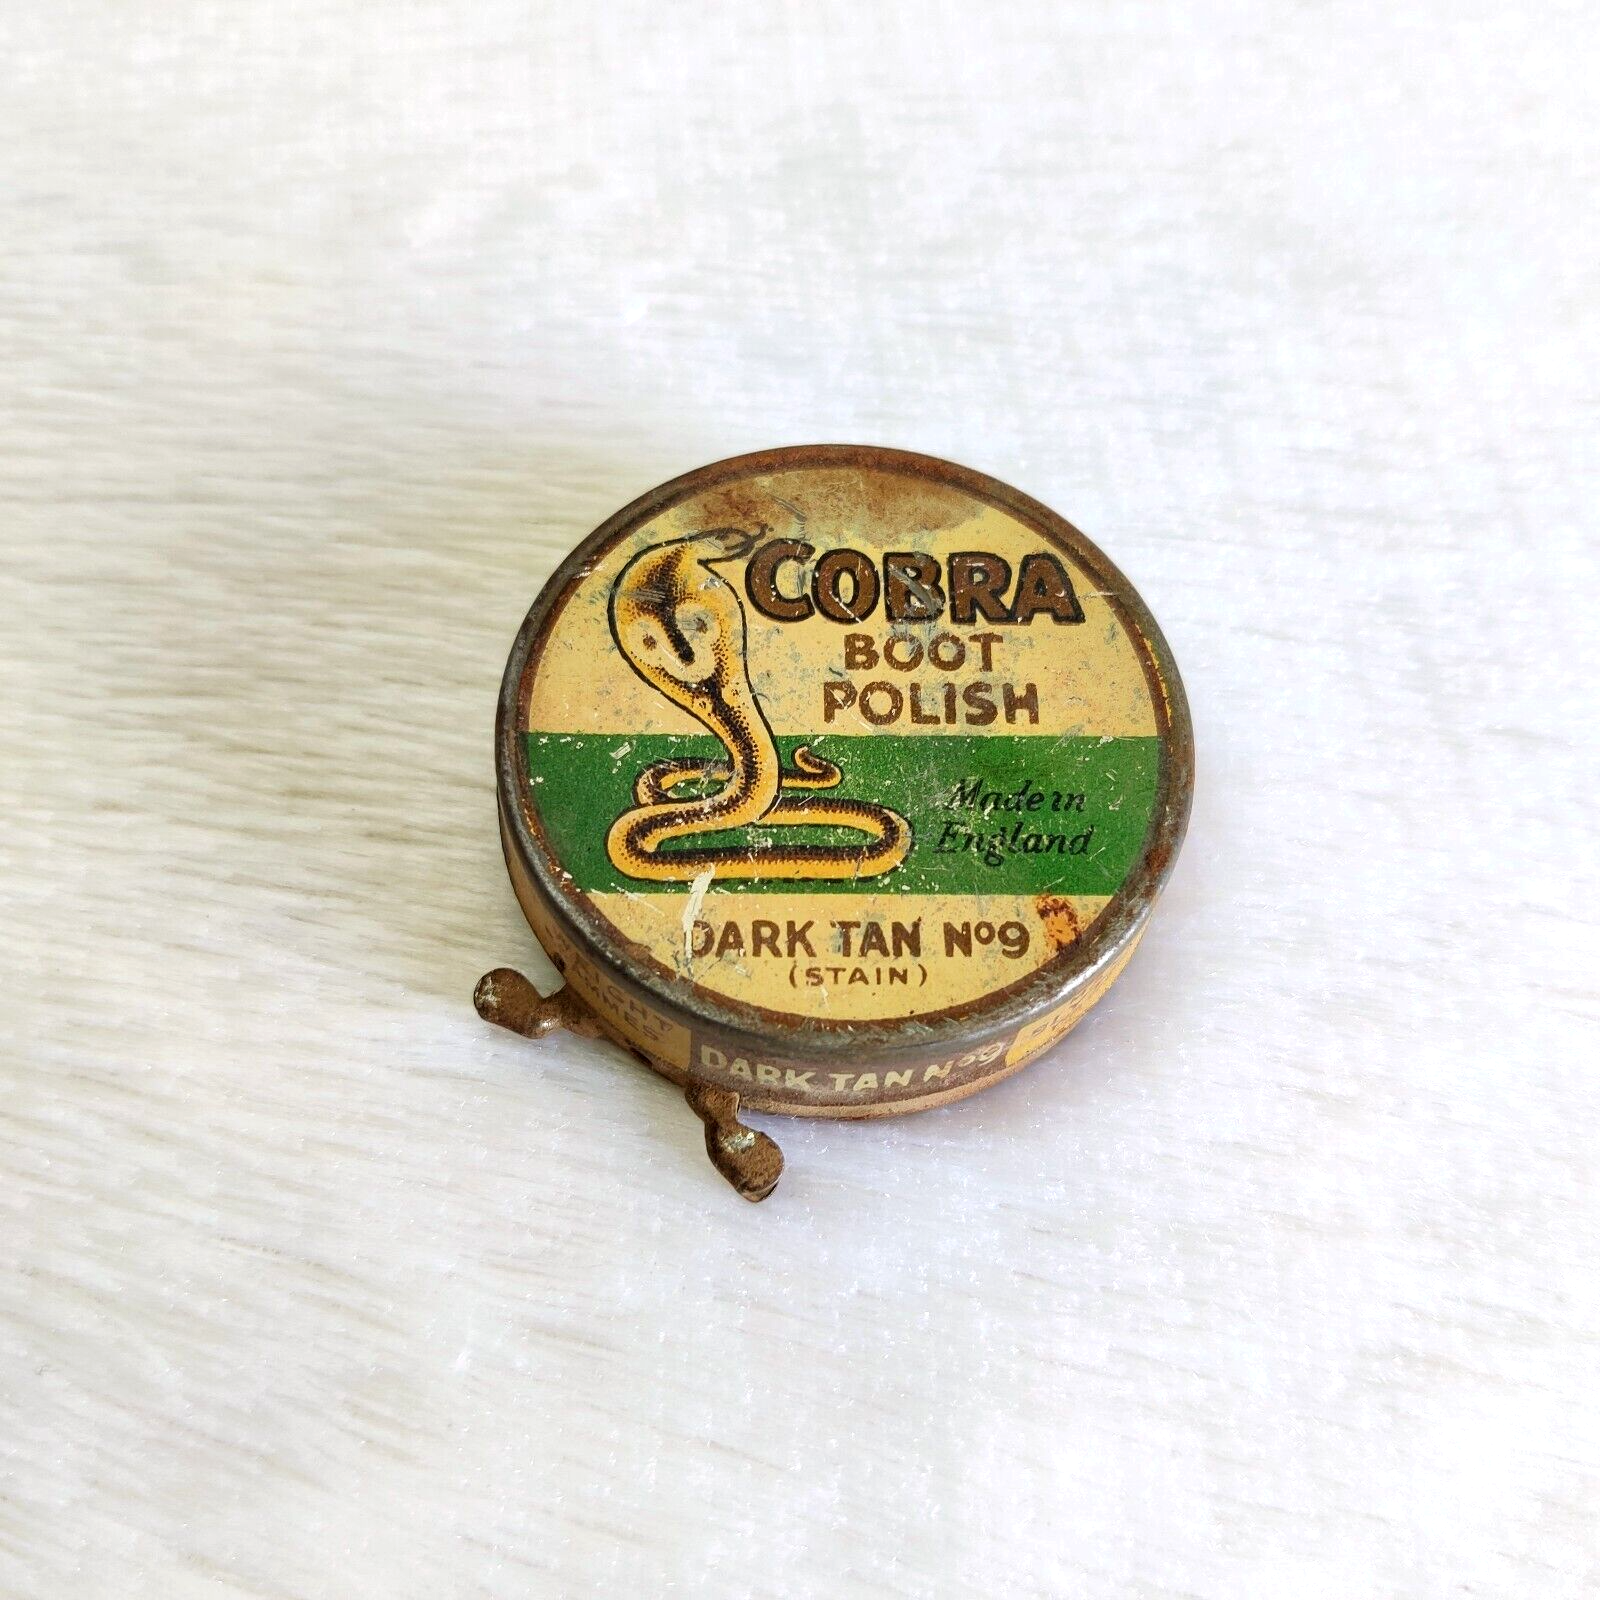 COBRA
BOOT
POLISH
Made in
England
DARK TAN Nº9
(STAIN)
DARK TAN Nº9